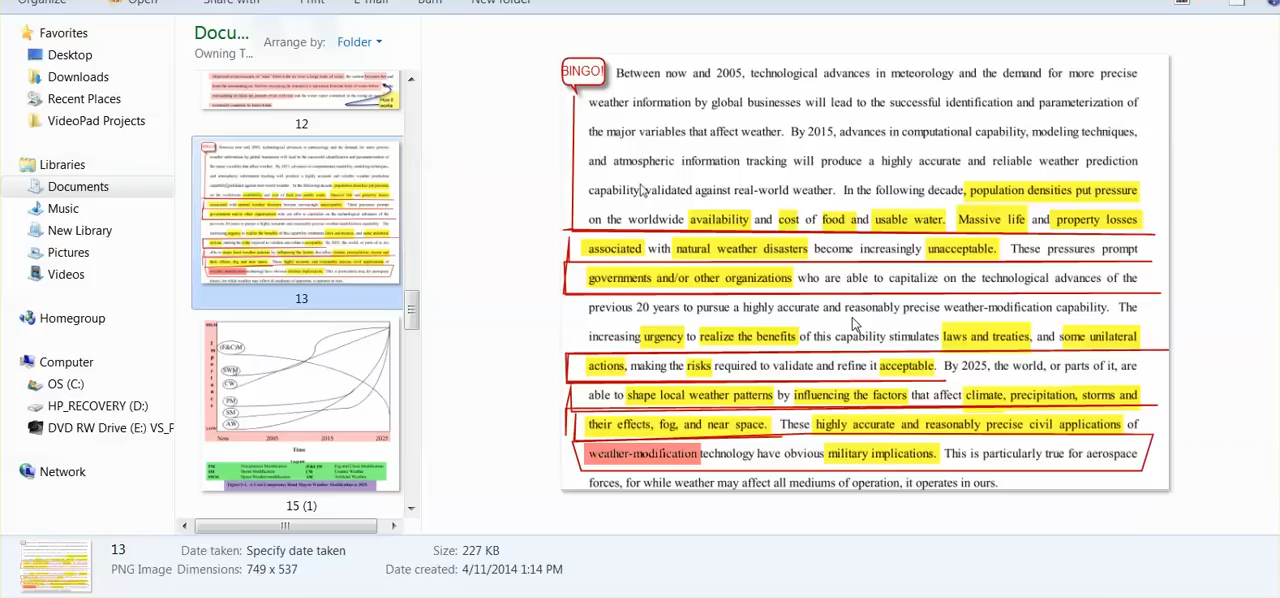 Organize
Open
Share with
Print
E-mail
Burn
New folder
Favorites
Desktop
Downloads
Recent Places
VideoPad Projects
Libraries
Documents
Music
New Library
Pictures
Videos
Homegroup
Computer
OS (C:)
HP_RECOVERY (D:)
DVD RW Drive (E:) VS_P
Network
Docu...
Owning T...
Arrange by: Folder
12
13
15 (1)
BINGO!
Between now and 2005, technological advances in meteorology and the demand for more precise
weather information by global businesses will lead to the successful identification and parameterization of
the major variables that affect weather. By 2015, advances in computational capability, modeling techniques,
and atmospheric information tracking will produce a highly accurate and reliable weather prediction
capability, validated against real-world weather. In the following decade, population densities put pressure
on the worldwide availability and cost of food and usable water. Massive life and property losses
associated with natural weather disasters become increasingly unacceptable. These pressures prompt
governments and/or other organizations who are able to capitalize on the technological advances of the
previous 20 years to pursue a highly accurate and reasonably precise weather-modification capability. The
increasing urgency to realize the benefits of this capability stimulates laws and treaties, and some unilateral
actions, making the risks required to validate and refine it acceptable. By 2025, the world, or parts of it, are
able to shape local weather patterns by influencing the factors that affect climate, precipitation, storms and
their effects, fog, and near space. These highly accurate and reasonably precise civil applications of
weather-modification technology have obvious military implications. This is particularly true for aerospace
forces, for while weather may affect all mediums of operation, it operates in ours.
(F&C)M
SWM
CW
PM
SM
AW
Now 2005 2015 2025
Time
13
PNG Image
Date taken: Specify date taken
Dimensions: 749 x 537
Size: 227 KB
Date created: 4/21/2014 1:14 PM